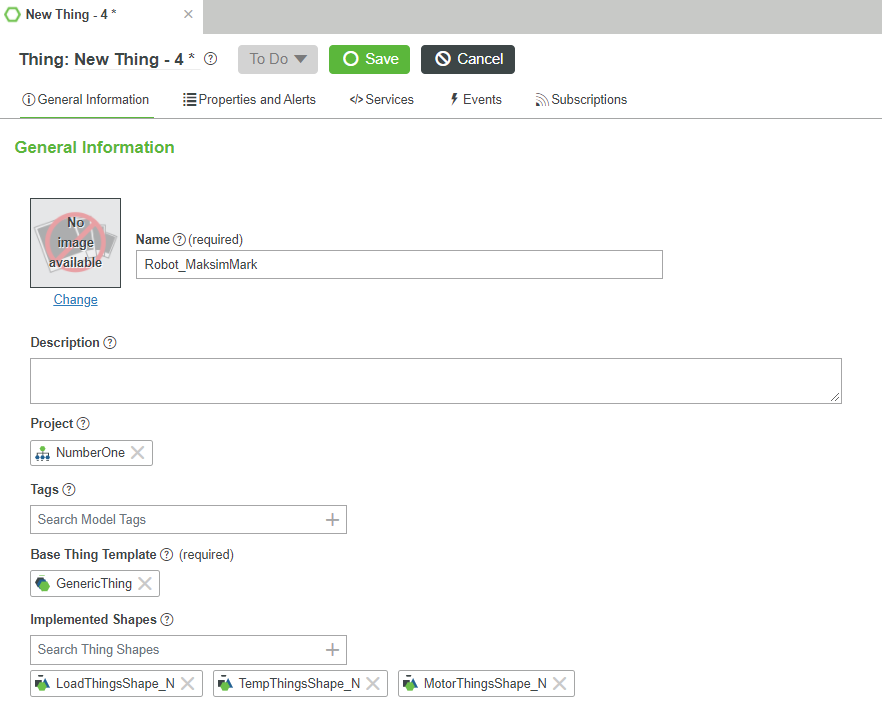 New Thing - 4 *
Thing: New Thing - 4 * To Do Save Cancel
General Information Properties and Alerts Services Events Subscriptions
General Information
No
image
available
Change
Name (required)
Robot_MaksimMark
Description
Project
NumberOne
Tags
Search Model Tags
Base Thing Template (required)
GenericThing
Implemented Shapes
Search Thing Shapes
LoadThingsShape_N TempThingsShape_N MotorThingsShape_N